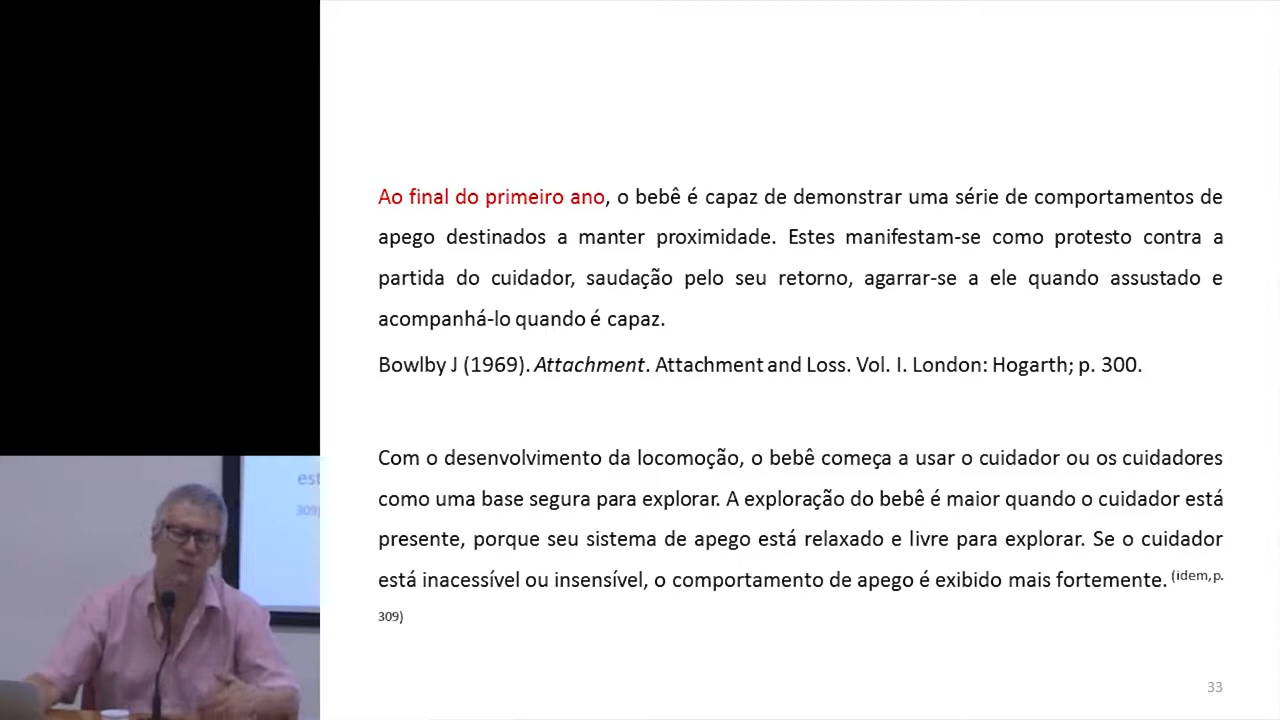 Ao final do primeiro ano, o bebê é capaz de demonstrar uma série de comportamentos de
apego destinados a manter proximidade. Estes manifestam-se como protesto contra a
partida do cuidador, saudação pelo seu retorno, agarrar-se a ele quando assustado e
acompanhá-lo quando é capaz.
Bowlby J (1969). Attachment. Attachment and Loss. Vol. I. London: Hogarth; p. 300.
Com o desenvolvimento da locomoção, o bebê começa a usar o cuidador ou os cuidadores
como uma base segura para explorar. A exploração do bebê é maior quando o cuidador está
presente, porque seu sistema de apego está relaxado e livre para explorar. Se o cuidador
está inacessível ou insensível, o comportamento de apego é exibido mais fortemente. (idem,p.
309)
est
309)
33